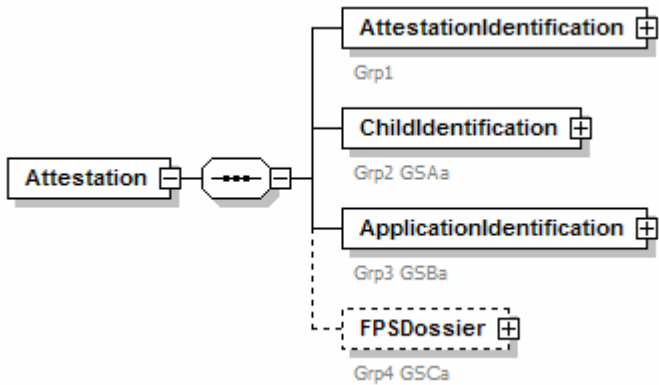 AttestationIdentification
Grp1
ChildIdentification
Grp2 GSAa
Attestation
ApplicationIdentification
Grp3 GSBa
FPSDossier
Grp4 GSCa